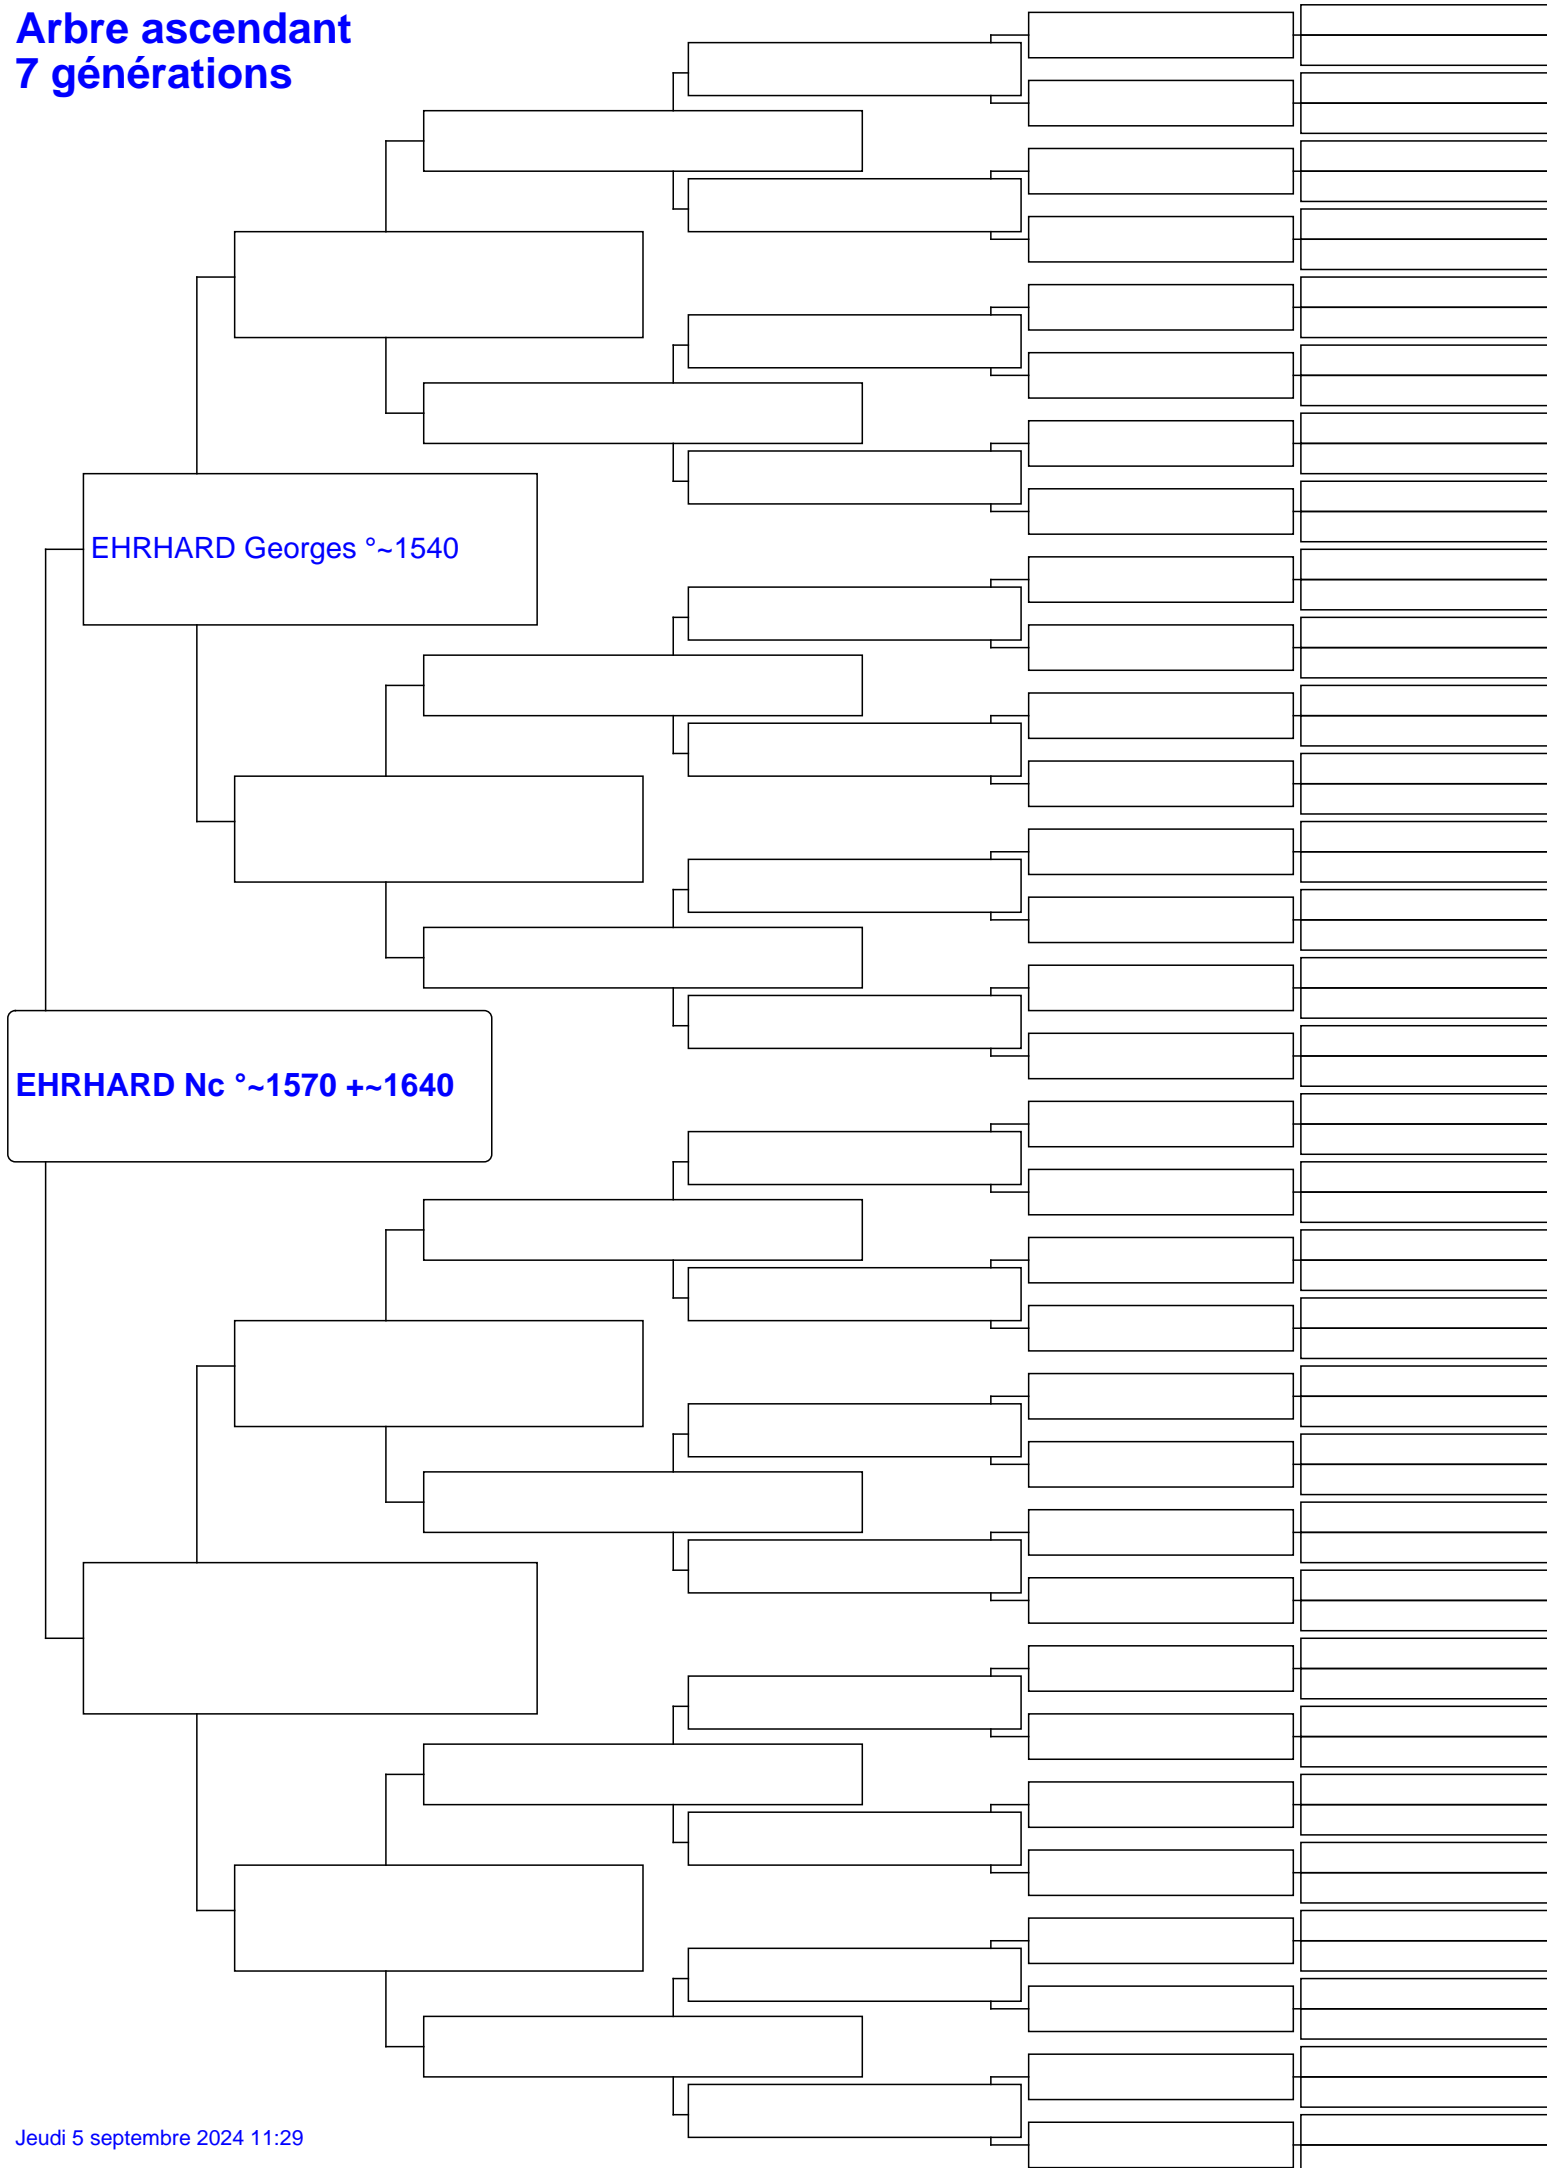 Arbre ascendant
7 générations
EHRHARD Georges °~1540
EHRHARD Nc °~1570 +~1640
Jeudi 5 septembre 2024 11:29